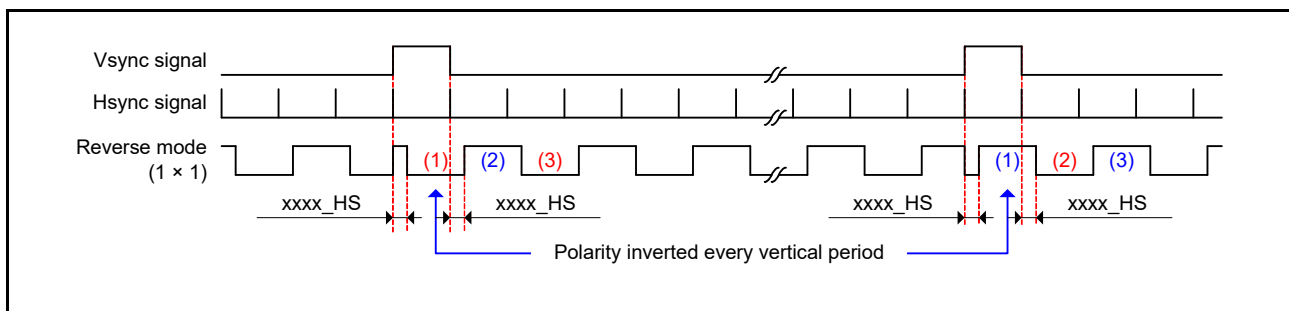 Vsync signal
Hsync signal
Reverse mode
(1 × 1)
(1) (2) (3) (1) (2) (3)
xxxx_HS xxxx_HS xxxx_HS xxxx_HS
Polarity inverted every vertical period